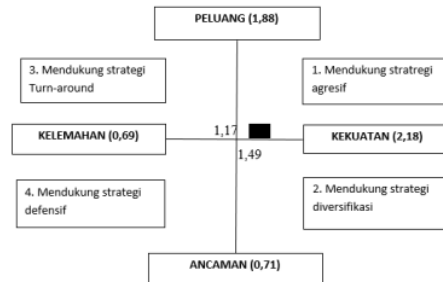 PELUANG (1,88)
3. Mendukung strategi
Turn-around
1. Mendukung stratregi
agresif
KELEMAHAN (0,69)
1,17
KEKUATAN (2,18)
1,49
4. Mendukung strategi
defensif
2. Mendukung strategi
diversifikasi
ANCAMAN (0,71)